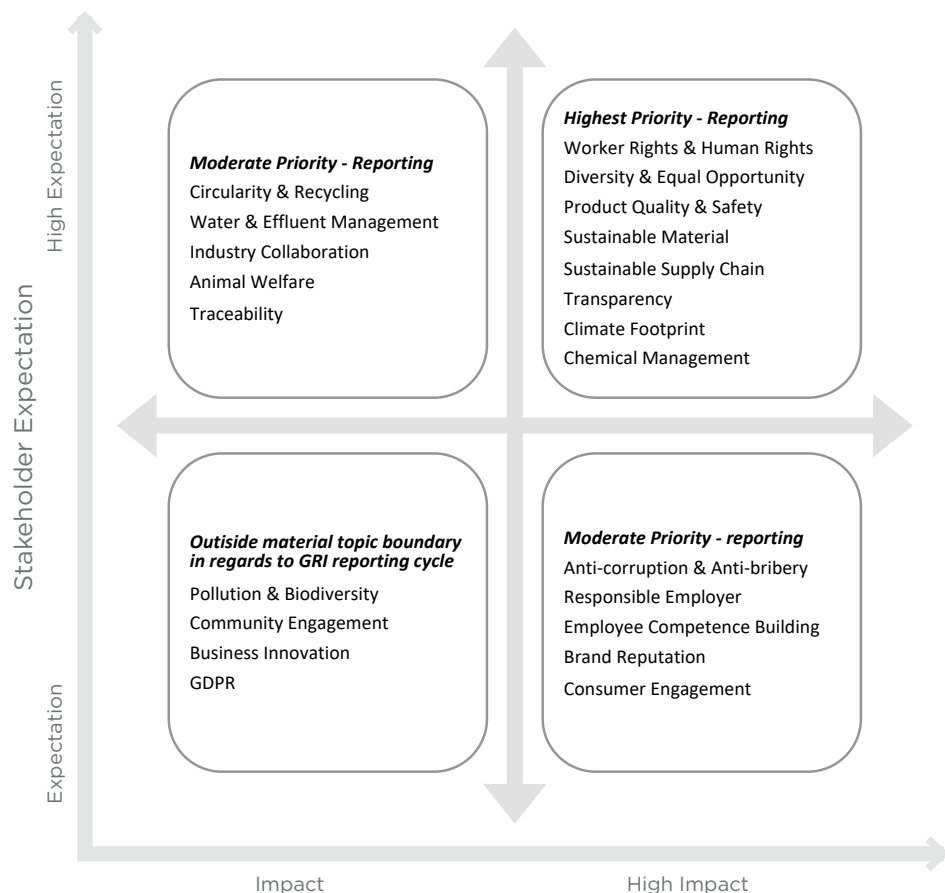 High Expectation
Stakeholder Expectation
Expectation
Moderate Priority - Reporting
Circularity & Recycling
Water & Effluent Management
Industry Collaboration
Animal Welfare
Traceability
Highest Priority - Reporting
Worker Rights & Human Rights
Diversity & Equal Opportunity
Product Quality & Safety
Sustainable Material
Sustainable Supply Chain
Transparency
Climate Footprint
Chemical Management
Outiside material topic boundary
in regards to GRI reporting cycle
Pollution & Biodiversity
Community Engagement
Business Innovation
GDPR
Moderate Priority - reporting
Anti-corruption & Anti-bribery
Responsible Employer
Employee Competence Building
Brand Reputation
Consumer Engagement
Impact
High Impact